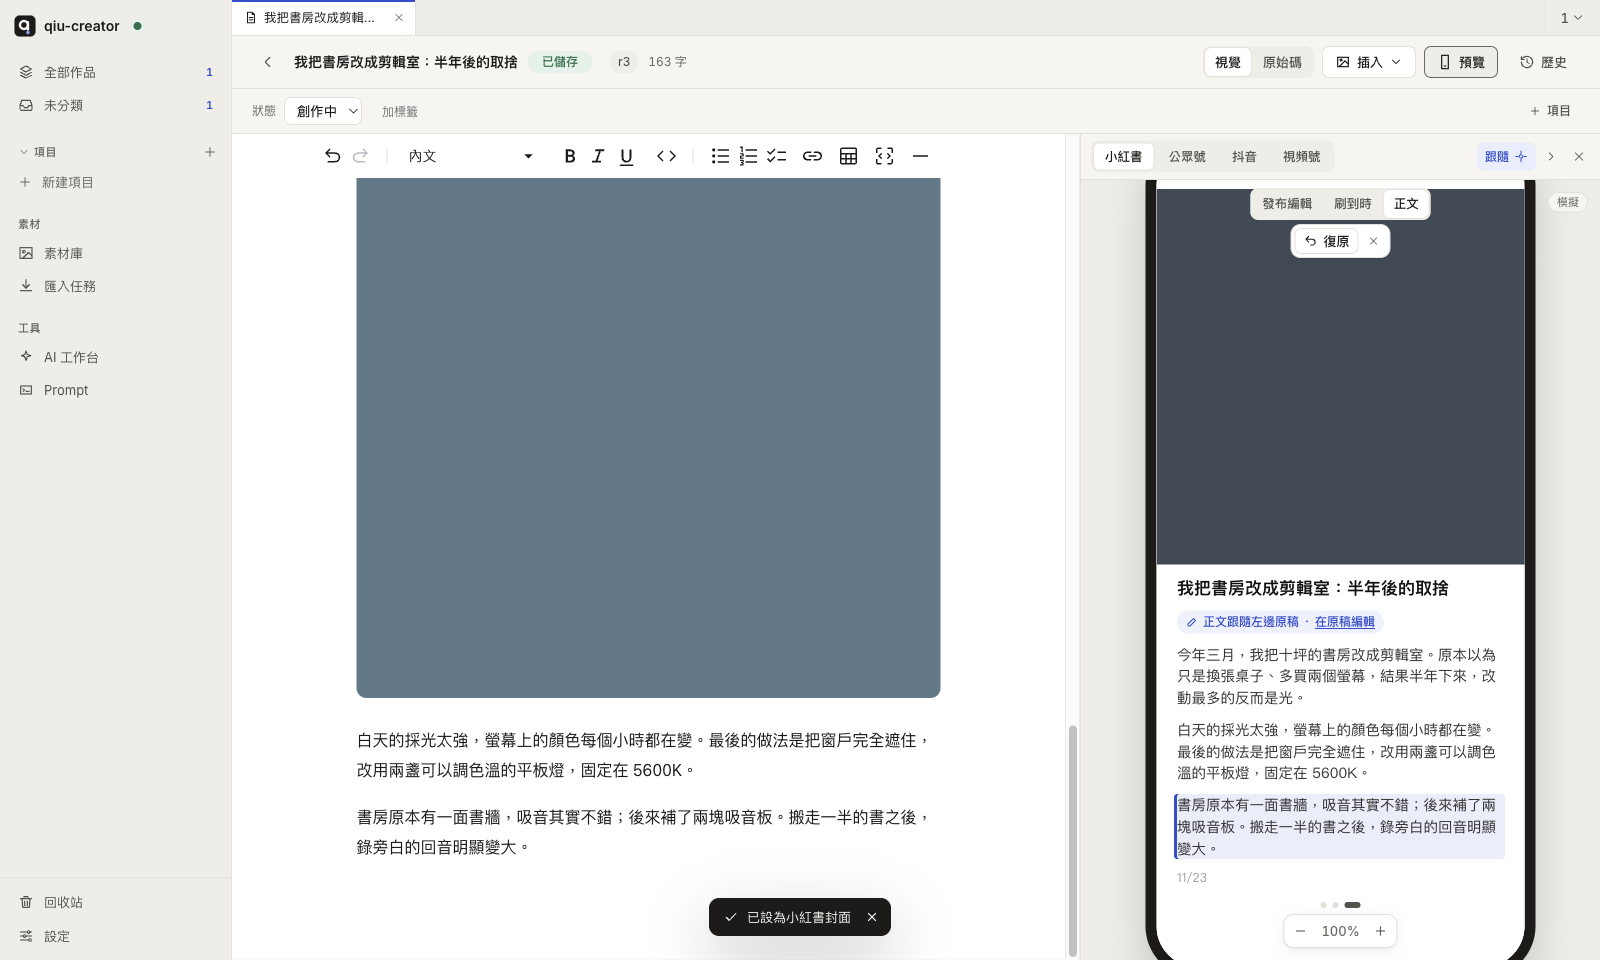 qiu-creator
我把書房改成剪輯...
1
全部作品 1
未分類 1
項目
新建項目
素材
素材庫
匯入任務
工具
AI 工作台
Prompt
回收站
設定
我把書房改成剪輯室：半年後的取捨
已儲存
r3
163 字
視覺
原始碼
插入
預覽
歷史
狀態
創作中
加標籤
項目
內文
小紅書
公眾號
抖音
視頻號
跟隨
白天的採光太強，螢幕上的顏色每個小時都在變。最後的做法是把窗戶完全遮住，
改用兩盞可以調色溫的平板燈，固定在 5600K。
書房原本有一面書牆，吸音其實不錯；後來補了兩塊吸音板。搬走一半的書之後，
錄旁白的回音明顯變大。
已設為小紅書封面
發布編輯
刷到時
正文
模擬
復原
我把書房改成剪輯室：半年後的取捨
正文跟隨左邊原稿 · 在原稿編輯
今年三月，我把十坪的書房改成剪輯室。原本以為
只是換張桌子、多買兩個螢幕，結果半年下來，改
動最多的反而是光。
白天的採光太強，螢幕上的顏色每個小時都在變。
最後的做法是把窗戶完全遮住，改用兩盞可以調色
溫的平板燈，固定在 5600K。
書房原本有一面書牆，吸音其實不錯；後來補了兩
塊吸音板。搬走一半的書之後，錄旁白的回音明顯
變大。
11/23
100%